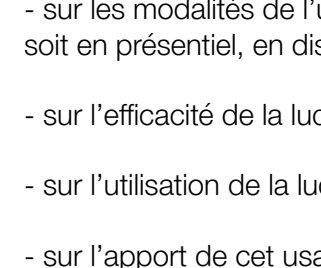 - sur les modalités de l'u
soit en présentiel, en dis
- sur l'efficacité de la luc
- sur l'utilisation de la lu
- sur l'apport de cet usa